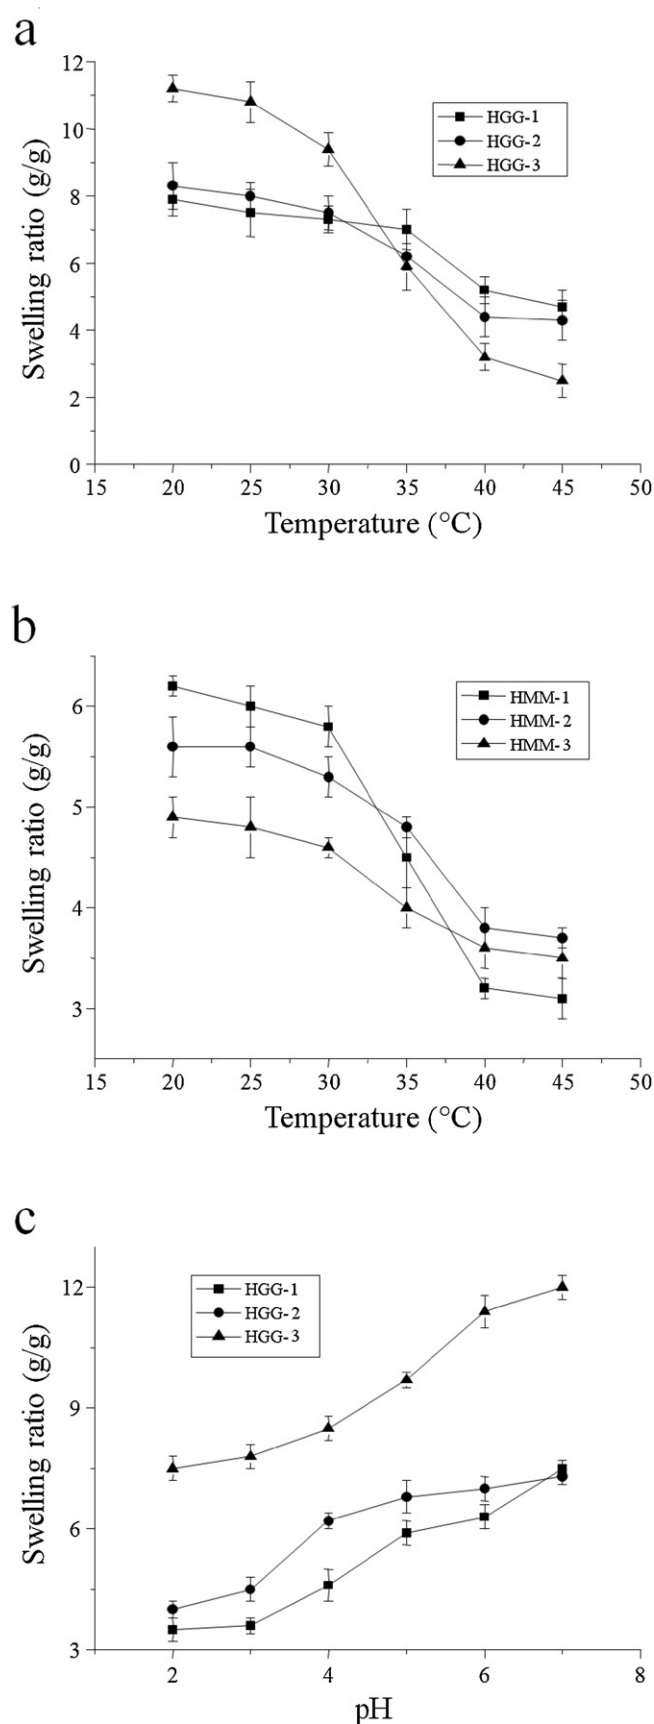 a
12
10
8
6
4
2
0
Swelling ratio (g/g)
HGG-1
HGG-2
HGG-3
15 20 25 30 35 40 45 50
Temperature (°C)
b
6
5
4
3
Swelling ratio (g/g)
HMM-1
HMM-2
HMM-3
15 20 25 30 35 40 45 50
Temperature (°C)
c
12
9
6
3
Swelling ratio (g/g)
HGG-1
HGG-2
HGG-3
2 4 6 8
pH